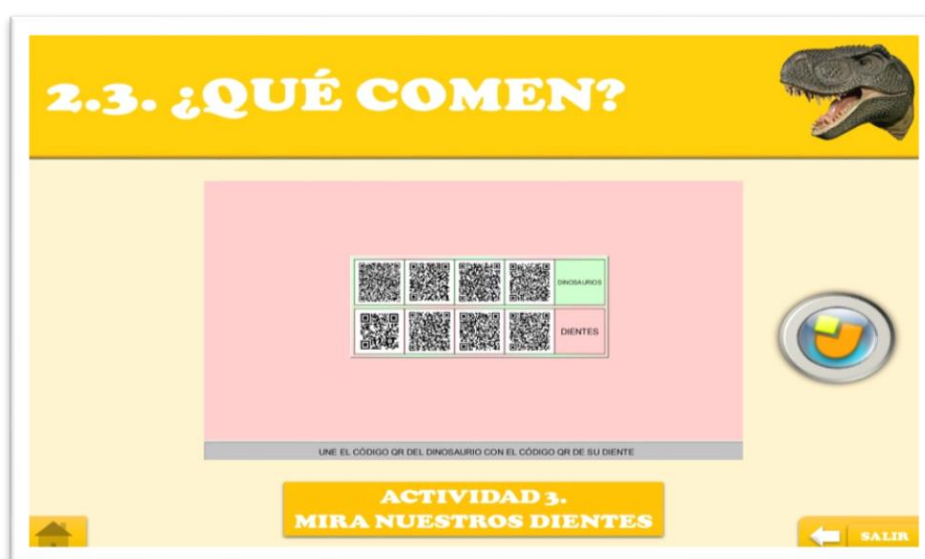 2.3. ¿QUÉ COMEN?
DINOSAURIOS
DIENTES
UNE EL CÓDIGO QR DEL DINOSAURIO CON EL CÓDIGO QR DE SU DIENTE
ACTIVIDAD 3.
MIRA NUESTROS DIENTES
SALIR